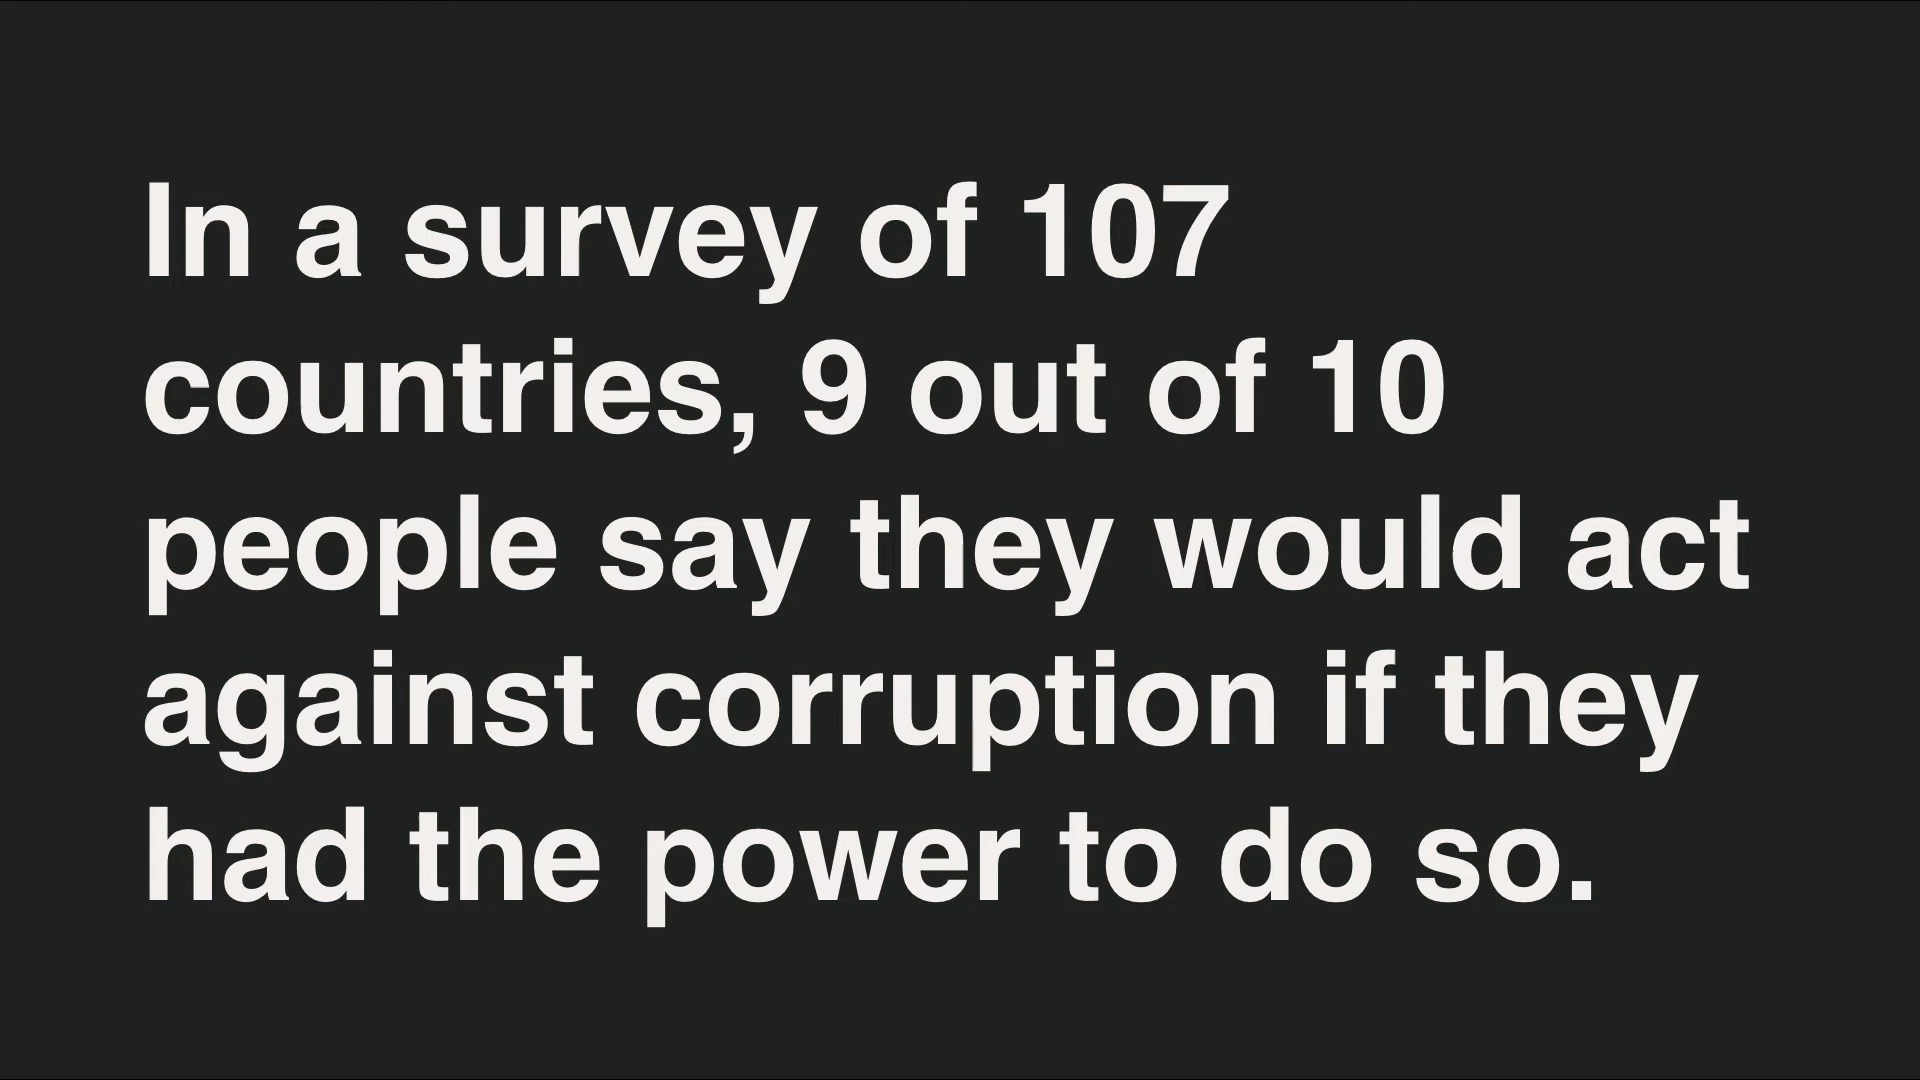 In a survey of 107
countries, 9 out of 10
people say they would act
against corruption if they
had the power to do so.